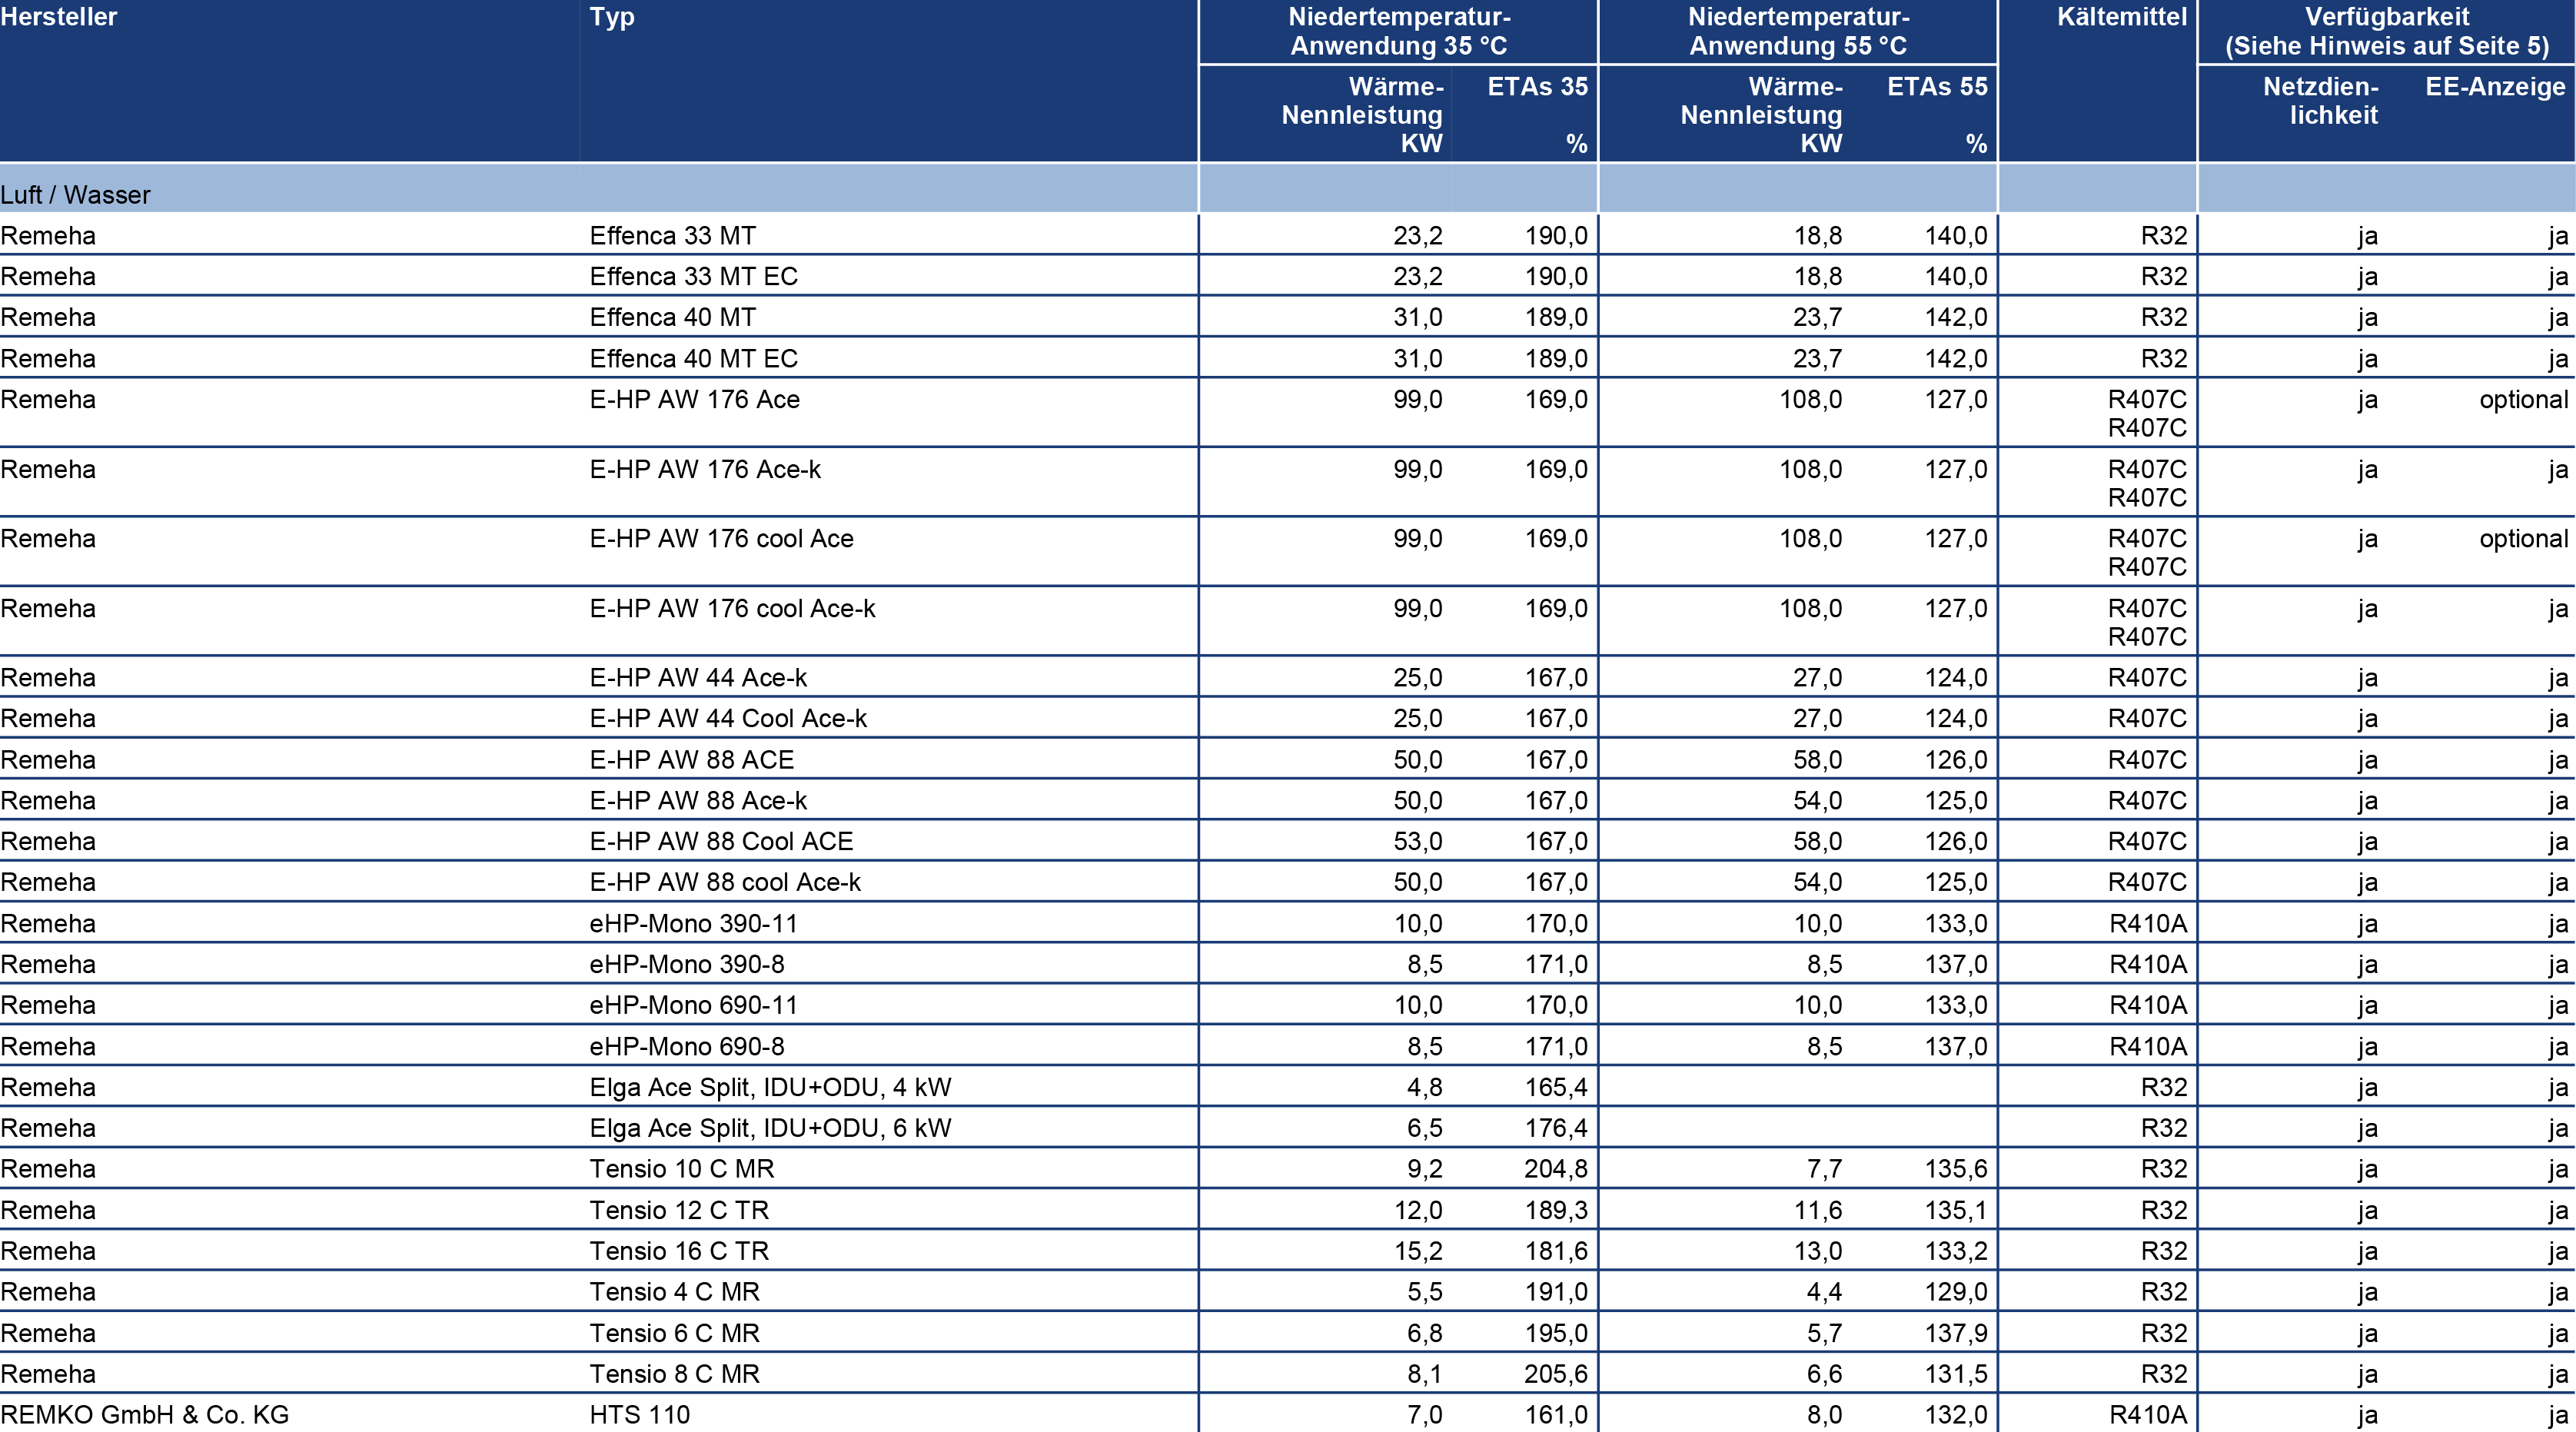 Hersteller Typ Niedertemperatur- Niedertemperatur- Kältemittel Verfügbarkeit
Anwendung 35 °C Anwendung 55 °C (Siehe Hinweis auf Seite 5)
Wärme- ETAs 35 Wärme- ETAs 55 Netzdien- EE-Anzeige
Nennleistung Nennleistung lichkeit
KW % KW %
Luft / Wasser
Remeha Effenca 33 MT 23,2 190,0 18,8 140,0 R32 ja ja
Remeha Effenca 33 MT EC 23,2 190,0 18,8 140,0 R32 ja ja
Remeha Effenca 40 MT 31,0 189,0 23,7 142,0 R32 ja ja
Remeha Effenca 40 MT EC 31,0 189,0 23,7 142,0 R32 ja ja
Remeha E-HP AW 176 Ace 99,0 169,0 108,0 127,0 R407C ja optional
R407C
Remeha E-HP AW 176 Ace-k 99,0 169,0 108,0 127,0 R407C ja ja
R407C
Remeha E-HP AW 176 cool Ace 99,0 169,0 108,0 127,0 R407C ja optional
R407C
Remeha E-HP AW 176 cool Ace-k 99,0 169,0 108,0 127,0 R407C ja ja
R407C
Remeha E-HP AW 44 Ace-k 25,0 167,0 27,0 124,0 R407C ja ja
Remeha E-HP AW 44 Cool Ace-k 25,0 167,0 27,0 124,0 R407C ja ja
Remeha E-HP AW 88 ACE 50,0 167,0 58,0 126,0 R407C ja ja
Remeha E-HP AW 88 Ace-k 50,0 167,0 54,0 125,0 R407C ja ja
Remeha E-HP AW 88 Cool ACE 53,0 167,0 58,0 126,0 R407C ja ja
Remeha E-HP AW 88 cool Ace-k 50,0 167,0 54,0 125,0 R407C ja ja
Remeha eHP-Mono 390-11 10,0 170,0 10,0 133,0 R410A ja ja
Remeha eHP-Mono 390-8 8,5 171,0 8,5 137,0 R410A ja ja
Remeha eHP-Mono 690-11 10,0 170,0 10,0 133,0 R410A ja ja
Remeha eHP-Mono 690-8 8,5 171,0 8,5 137,0 R410A ja ja
Remeha Elga Ace Split, IDU+ODU, 4 kW 4,8 165,4 R32 ja ja
Remeha Elga Ace Split, IDU+ODU, 6 kW 6,5 176,4 R32 ja ja
Remeha Tensio 10 C MR 9,2 204,8 7,7 135,6 R32 ja ja
Remeha Tensio 12 C TR 12,0 189,3 11,6 135,1 R32 ja ja
Remeha Tensio 16 C TR 15,2 181,6 13,0 133,2 R32 ja ja
Remeha Tensio 4 C MR 5,5 191,0 4,4 129,0 R32 ja ja
Remeha Tensio 6 C MR 6,8 195,0 5,7 137,9 R32 ja ja
Remeha Tensio 8 C MR 8,1 205,6 6,6 131,5 R32 ja ja
REMKO GmbH & Co. KG HTS 110 7,0 161,0 8,0 132,0 R410A ja ja